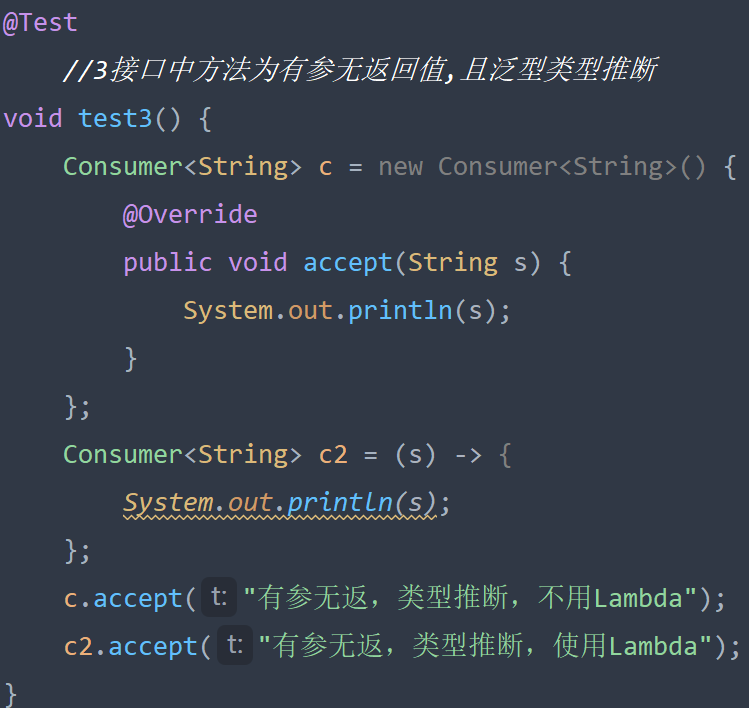 @Test
//3接口中方法为有参无返回值,且泛型类型推断
void test3() {
Consumer<String> c = new Consumer<String>() {
@Override
public void accept(String s) {
System.out.println(s);
}
};
Consumer<String> c2 = (s) -> {
System.out.println(s);
};
c.accept( t: "有参无返，类型推断，不用Lambda");
c2.accept( t: "有参无返，类型推断，使用Lambda");
}